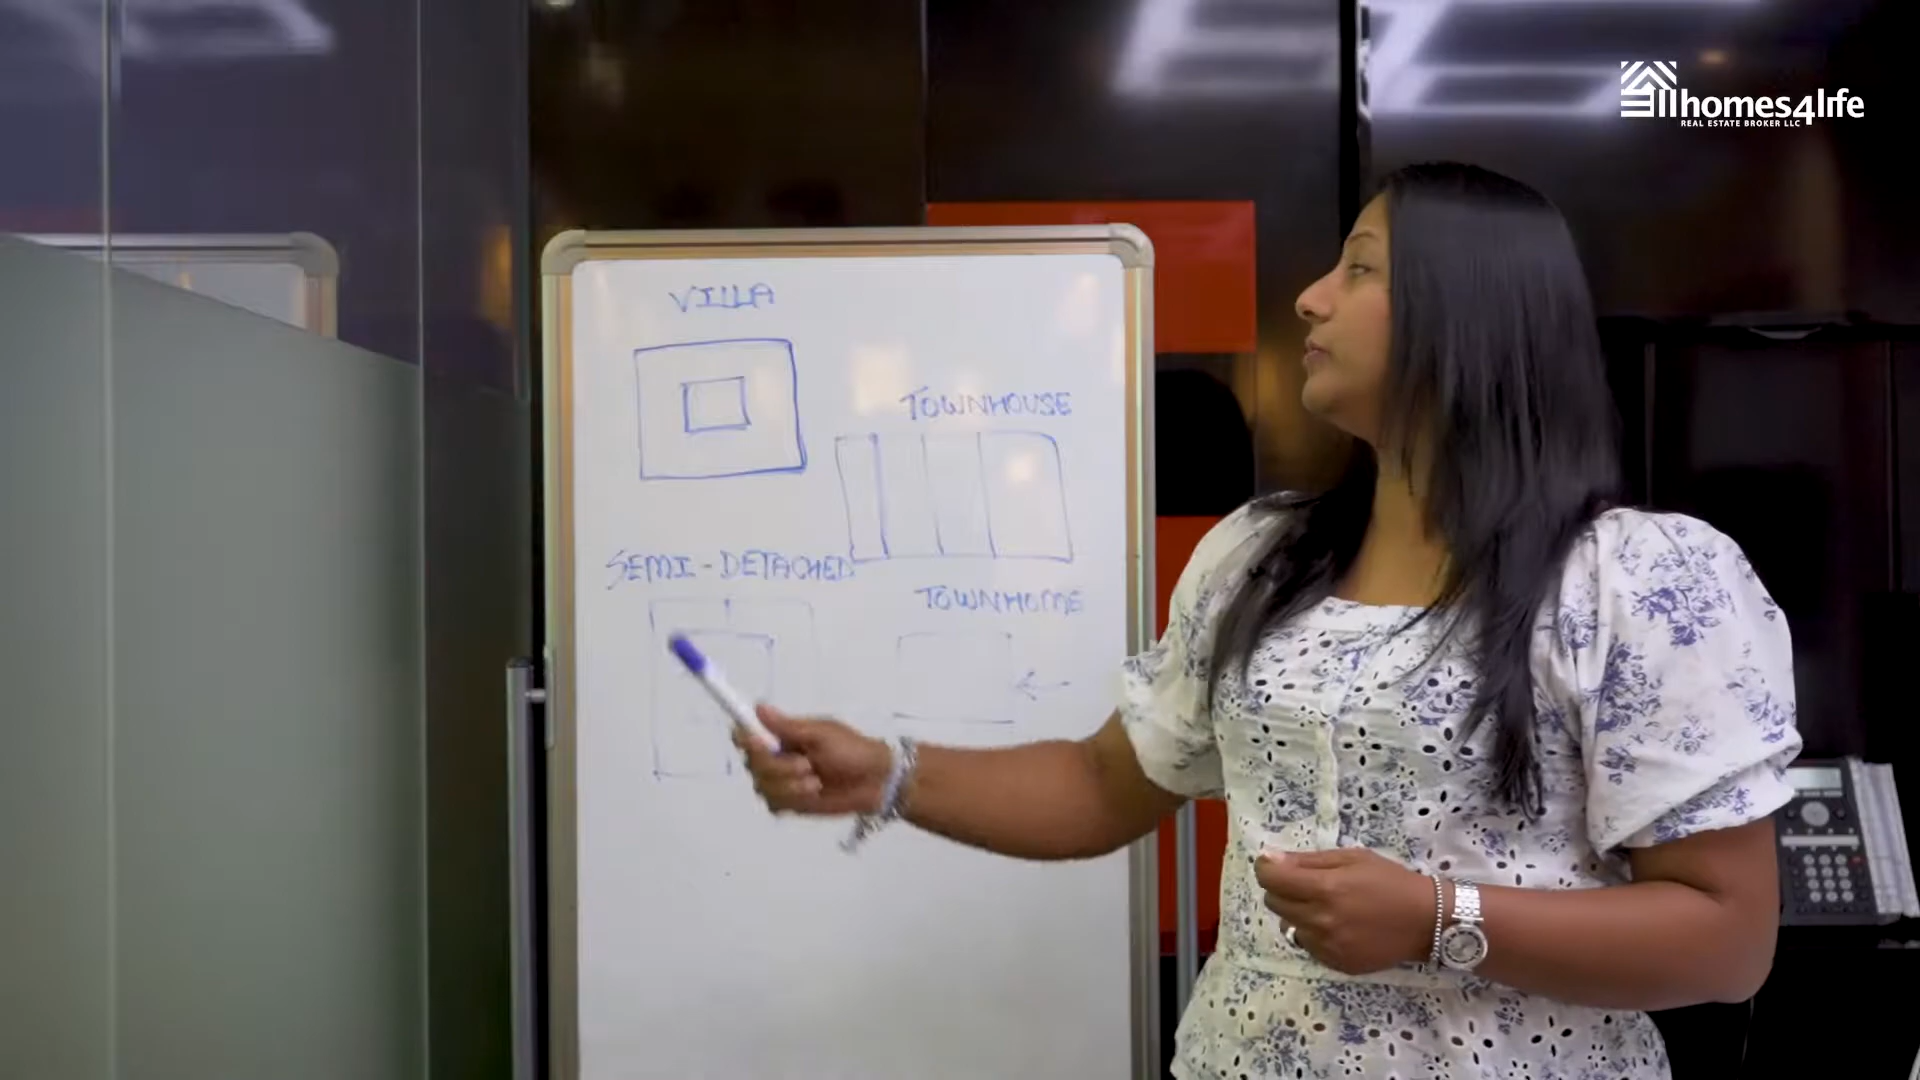 homes4life
REAL ESTATE BROKER LLC
VILLA
TOWNHOUSE
SEMI-DETACHED
TOWNHOME